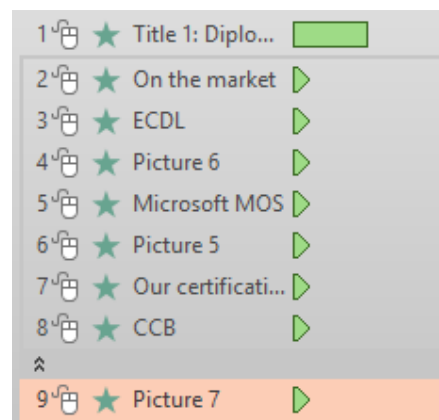 1 Title 1: Diplo...
2 On the market
3 ECDL
4 Picture 6
5 Microsoft MOS
6 Picture 5
7 Our certificati...
8 CCB
9 Picture 7